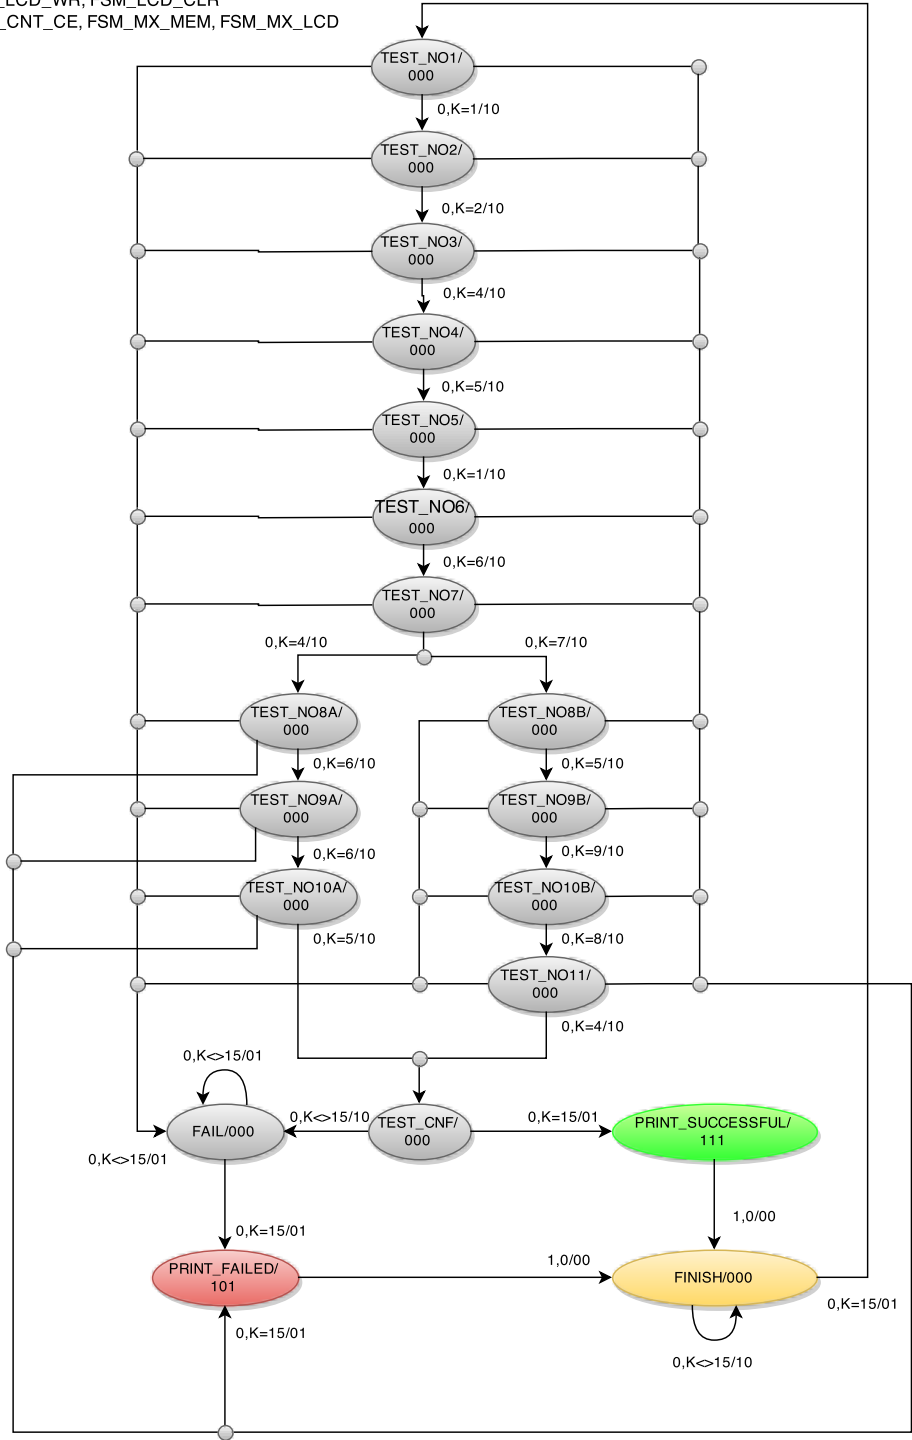 _LCD_WR, FSM_LCD_CLR
_CNT_CE, FSM_MX_MEM, FSM_MX_LCD
TEST_NO1/
000
0,K=1/10
TEST_NO2/
000
0,K=2/10
TEST_NO3/
000
0,K=4/10
TEST_NO4/
000
0,K=5/10
TEST_NO5/
000
0,K=1/10
TEST_NO6/
000
0,K=6/10
TEST_NO7/
000
0,K=4/10
0,K=7/10
TEST_NO8A/
000
TEST_NO8B/
000
0,K=6/10
0,K=5/10
TEST_NO9A/
000
TEST_NO9B/
000
0,K=6/10
0,K=9/10
TEST_NO10A/
000
TEST_NO10B/
000
0,K=5/10
0,K=8/10
TEST_NO11/
000
0,K=4/10
0,K<>15/01
FAIL/000
0,K<>15/10
TEST_CNF/
000
0,K=15/01
PRINT_SUCCESSFUL/
111
0,K<>15/01
0,K=15/01
1,0/00
PRINT_FAILED/
101
1,0/00
FINISH/000
0,K=15/01
0,K=15/01
0,K<>15/10